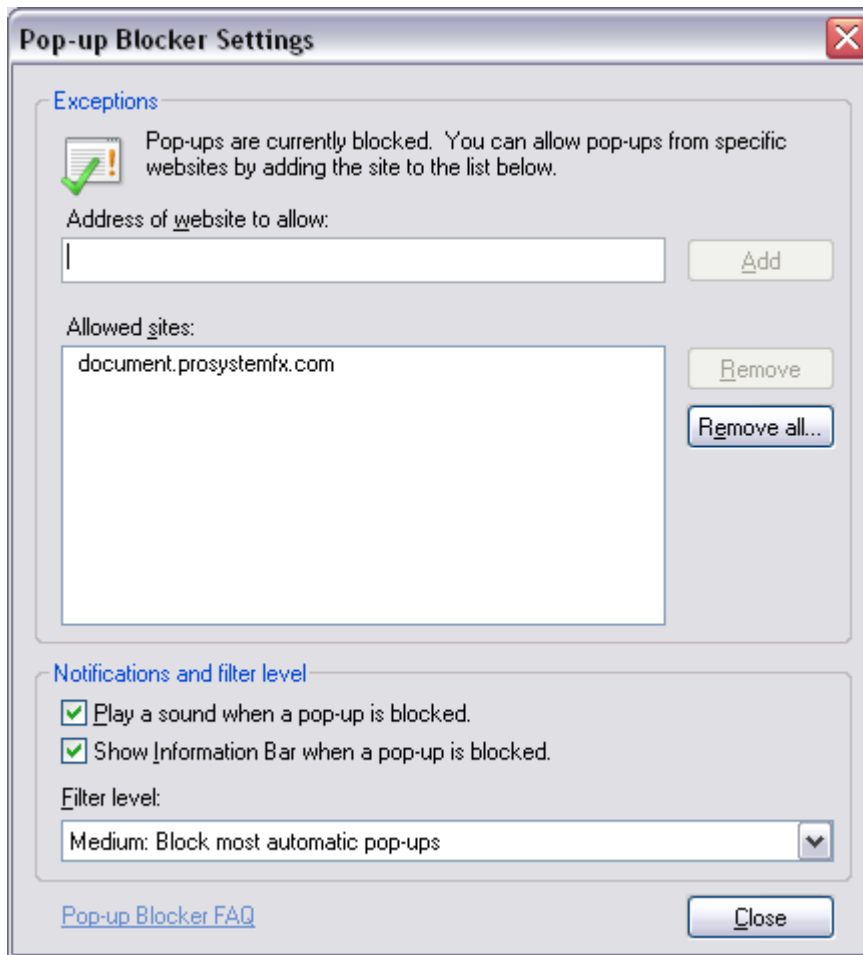 Pop-up Blocker Settings
Exceptions
Pop-ups are currently blocked. You can allow pop-ups from specific
websites by adding the site to the list below.
Address of website to allow:
Add
Allowed sites:
document.prosystemfx.com
Remove
Remove all...
Notifications and filter level
Play a sound when a pop-up is blocked.
Show Information Bar when a pop-up is blocked.
Filter level:
Medium: Block most automatic pop-ups
Pop-up Blocker FAQ
Close